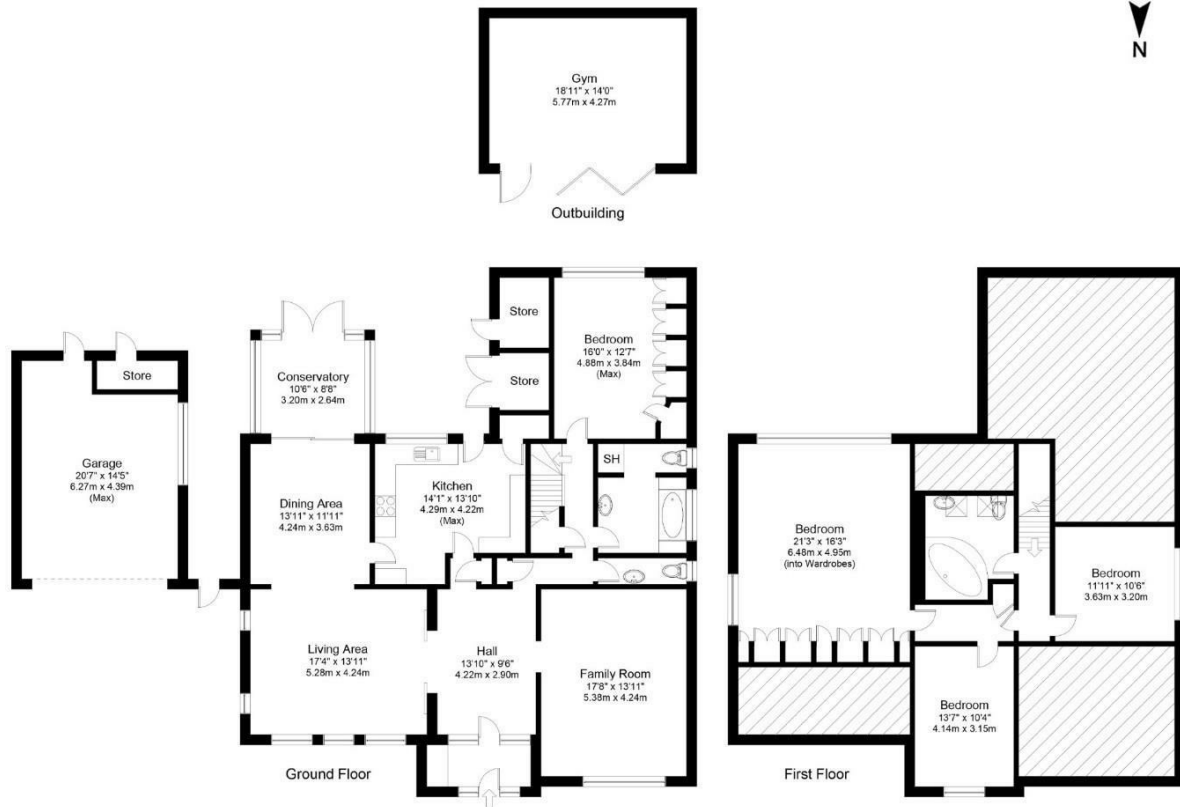 N
Gym
18'11" x 14'0"
5.77m x 4.27m
Outbuilding
Store
Garage
20'7" x 14'5"
6.27m x 4.39m
(Max)
Conservatory
10'6" x 8'8"
3.20m x 2.64m
Store
Store
Bedroom
16'0" x 12'7"
4.88m x 3.84m
(Max)
Dining Area
13'11" x 11'11"
4.24m x 3.63m
Kitchen
14'1" x 13'10"
4.29m x 4.22m
(Max)
SH
Living Area
17'4" x 13'11"
5.28m x 4.24m
Hall
13'10" x 9'6"
4.22m x 2.90m
Family Room
17'8" x 13'11"
5.38m x 4.24m
Ground Floor
Bedroom
21'3" x 16'3"
6.48m x 4.95m
(into Wardrobes)
Bedroom
11'11" x 10'6"
3.63m x 3.20m
Bedroom
13'7" x 10'4"
4.14m x 3.15m
First Floor